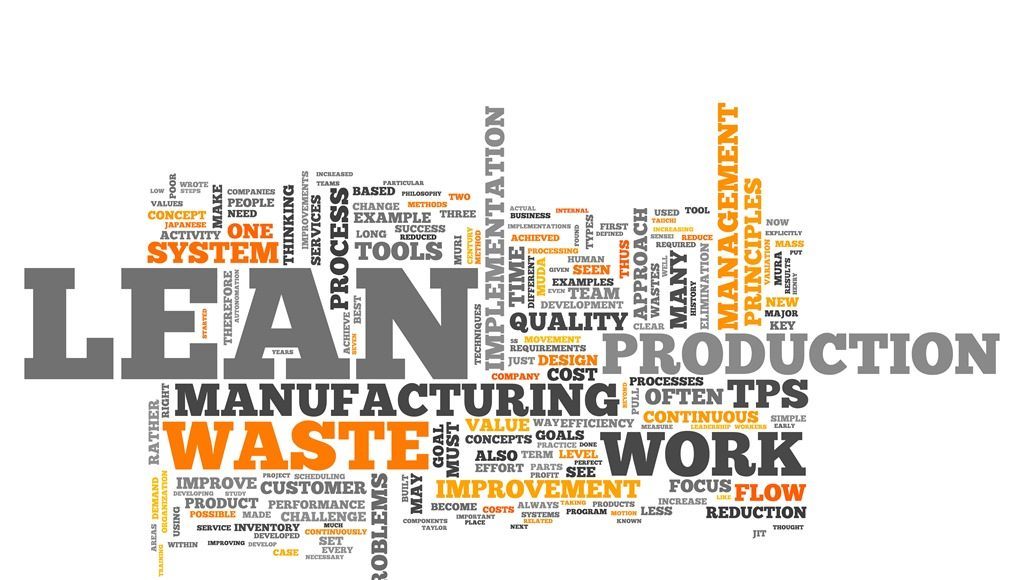 LOW
POOR
WROTE
STEPS
VALUES
CONCEPT
JAPANESE
ACTIVITY
MAKE
COMPANIES
PEOPLE
NEED
ONE
SYSTEM
THINKING
IMPROVEMENTS
SERVICES
INCREASED
TEAMS
PROCESS
BASED
PARTICULAR
PHILOSOPHY
CHANGE
METHODS
TWO
EXAMPLE
THREE
LONG
SUCCESS
REDUCED
TOOLS
MURI
CENTURY
METHOD
IMPLEMENTATION
ACTUAL
BUSINESS
INTERNAL
IMPLEMENTATIONS
ACHIEVED
FOUND
TYPES
FIRST
DEFINED
PROCESSING
TIME
DIFFERENT
MUDA
HUMAN
GIVEN
SEEN
EXAMPLES
EVEN
TEAM
DEVELOPMENT
THUS
APPROACH
WASTES
USED
TOOL
TAIICHI
INCREASING
SENSEI
REDUCE
REQUIRED
WELL
MANY
HISTORY
ELIMINATION
MANAGEMENT
PRINCIPLES
NOW
EXPLICITLY
VARIATION
MASS
MURA
PUT
RESULTS
HENRY
NEW
MAJOR
KEY
LEAN
STARTED
THEREFORE
AUTONOMATION
YEARS
ACHIEVE
BEST
SEVEN
TECHNIQUES
QUALITY
CLEAR
5S
MOVEMENT
REQUIREMENTS
JUST
DESIGN
COMPANY
COST
PRODUCTION
RIGHT
MANUFACTURING
BEYOND
PULL
PROCESSES
OFTEN
TPS
RATHER
WASTE
GOAL
MUST
VALUE
WAY
EFFICIENCY
CONCEPTS
GOALS
PRACTICE
DONE
ALSO
TERM
LEVEL
PERFECT
EFFORT
PARTS
PROFIT
SEE
CONTINUOUS
MEASURE
LEADERSHIP
WORKERS
SIMPLE
EARLY
WORK
DEMAND
ORGANIZATION
IMPROVE
PROJECT
SCHEDULING
DEVELOPING
STUDY
CUSTOMER
PRODUCT
PERFORMANCE
POSSIBLE
MADE
CHALLENGE
AREAS
USING
SERVICE
INVENTORY
MUCH
CONTINUOUSLY
DEVELOPED
SET
WITHIN
IMPROVING
DEVELOP
CASE
EVERY
NECESSARY
TRAINING
ROBLEMS
BUILT
MAY
IMPROVEMENT
BECOME
COSTS
ALWAYS
TAKING
PRODUCTS
COMPONENTS
TAYLOR
IMPORTANT
PLACE
SYSTEMS
RELATED
NEXT
PROGRAM
MOTION
KNOWN
FOCUS
LIKE
FLOW
INCREASE
LESS
REDUCTION
JIT
THOUGHT